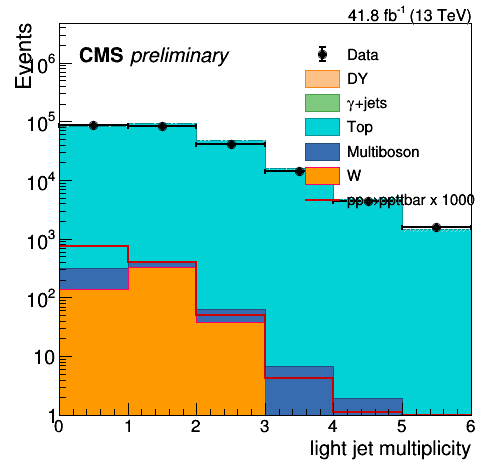 41.8 fb⁻¹ (13 TeV)
Events
CMS preliminary
Data
DY
γ+jets
Top
Multiboson
W
pp→ppttbar x 1000
10⁶
10⁵
10⁴
10³
10²
10
1
0 1 2 3 4 5 6
light jet multiplicity